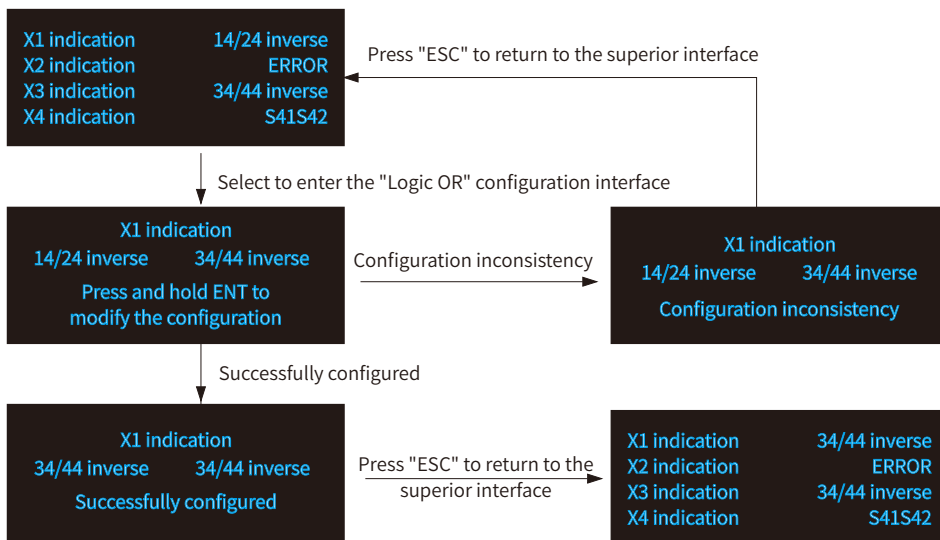 X1 indication 14/24 inverse
X2 indication ERROR
X3 indication 34/44 inverse
X4 indication S41S42
Press "ESC" to return to the superior interface
Select to enter the "Logic OR" configuration interface
X1 indication
14/24 inverse 34/44 inverse
Press and hold ENT to
modify the configuration
Configuration inconsistency
X1 indication
14/24 inverse 34/44 inverse
Configuration inconsistency
Successfully configured
X1 indication
34/44 inverse 34/44 inverse
Successfully configured
Press "ESC" to return to the
superior interface
X1 indication 34/44 inverse
X2 indication ERROR
X3 indication 34/44 inverse
X4 indication S41S42